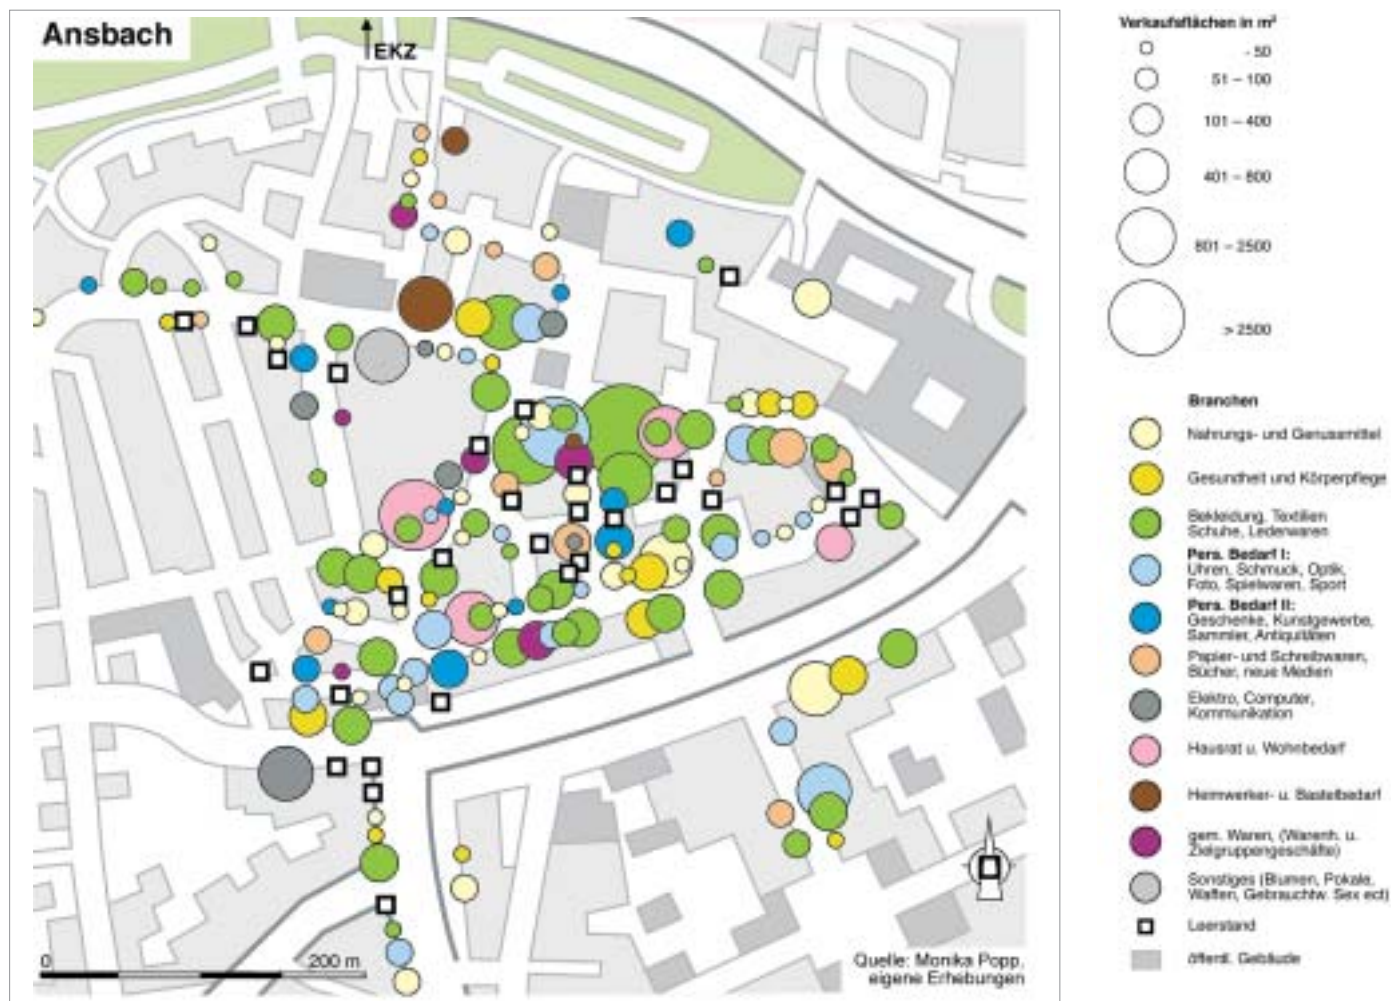 Ansbach
EKZ
0
200 m
Quelle: Monika Popp,
eigene Erhebungen
Verkaufsflächen in m²
- 50
51 – 100
101 – 400
401 – 800
801 – 2500
> 2500
Branchen
Nahrungs- und Genussmittel
Gesundheit und Körperpflege
Bekleidung, Textilien
Schuhe, Lederwaren
Pers. Bedarf I:
Uhren, Schmuck, Optik,
Foto, Spielwaren, Sport
Pers. Bedarf II:
Geschenke, Kunstgewerbe,
Sammler, Antiquitäten
Papier- und Schreibwaren,
Bücher, neue Medien
Elektro, Computer,
Kommunikation
Hausrat u. Wohnbedarf
Heimwerker- u. Bastelbedarf
gem. Waren, (Warenh. u.
Zielgruppengeschäfte)
Sonstiges (Blumen, Pokale,
Waffen, Gebrauchtw. Sex ect)
Leerstand
öffentl. Gebäude